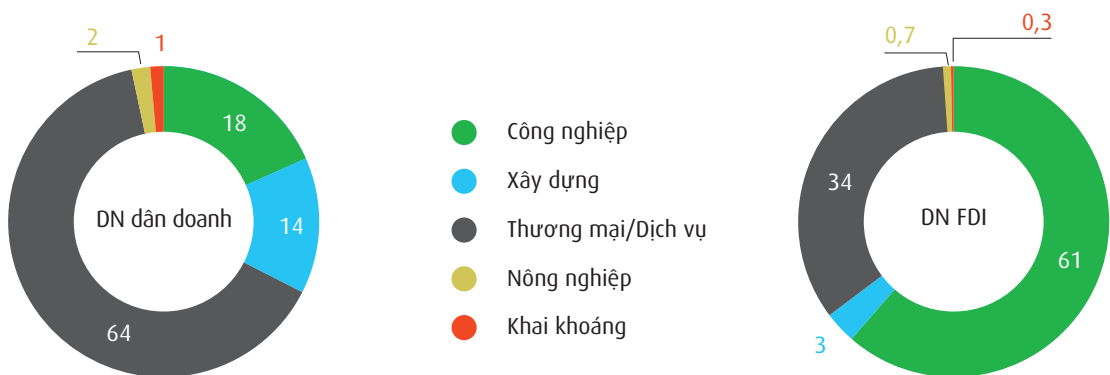 2
1
18
14
64
DN dân doanh
Công nghiệp
Xây dựng
Thương mại/Dịch vụ
Nông nghiệp
Khai khoáng
0,7
0,3
34
61
3
DN FDI